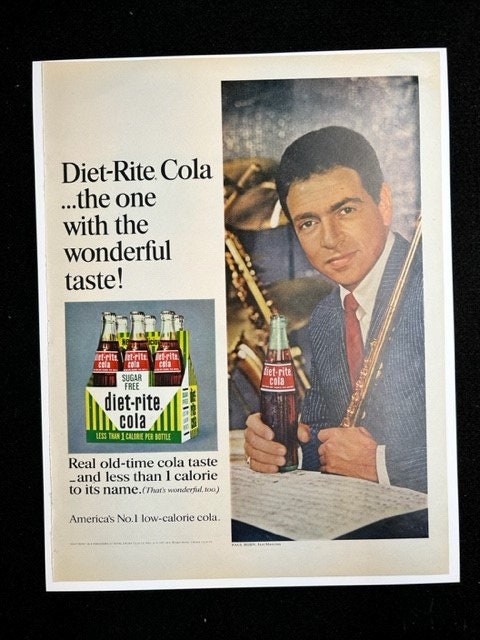 Diet-Rite Cola
...the one
with the
wonderful
taste!
diet-rite
cola
diet-rite
cola
diet-rite
cola
SUGAR
FREE
diet-rite
cola
LESS THAN 1 CALORIE PER BOTTLE
diet-rite
cola
Real old-time cola taste
...and less than 1 calorie
to its name. (That's wonderful, too.)
America's No.1 low-calorie cola.